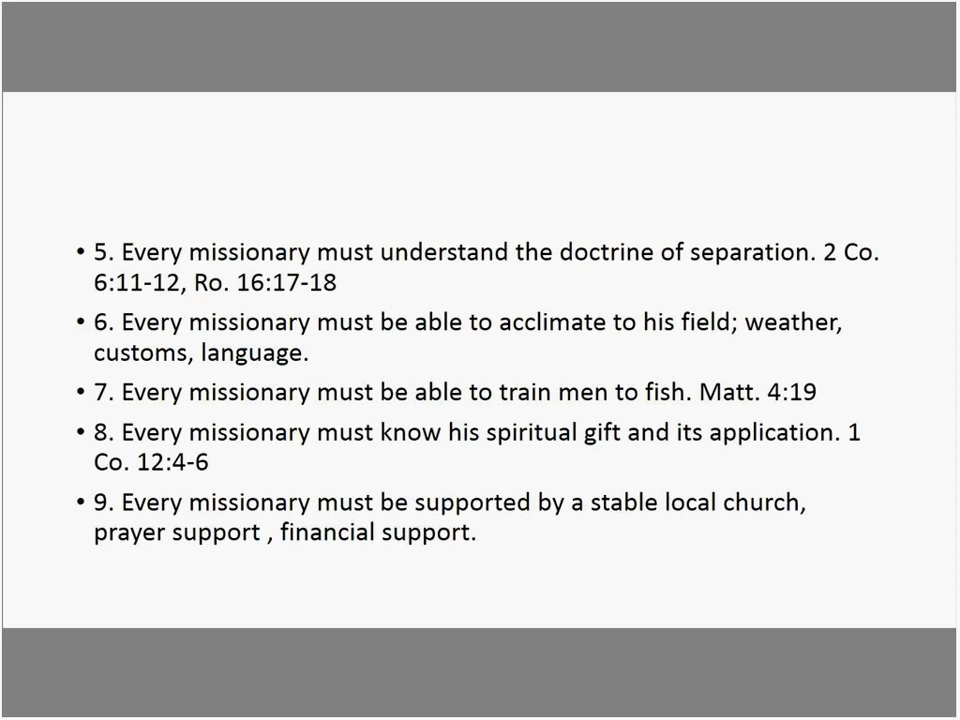 • 5. Every missionary must understand the doctrine of separation. 2 Co.
6:11-12, Ro. 16:17-18
• 6. Every missionary must be able to acclimate to his field; weather,
customs, language.
• 7. Every missionary must be able to train men to fish. Matt. 4:19
• 8. Every missionary must know his spiritual gift and its application. 1
Co. 12:4-6
• 9. Every missionary must be supported by a stable local church,
prayer support , financial support.